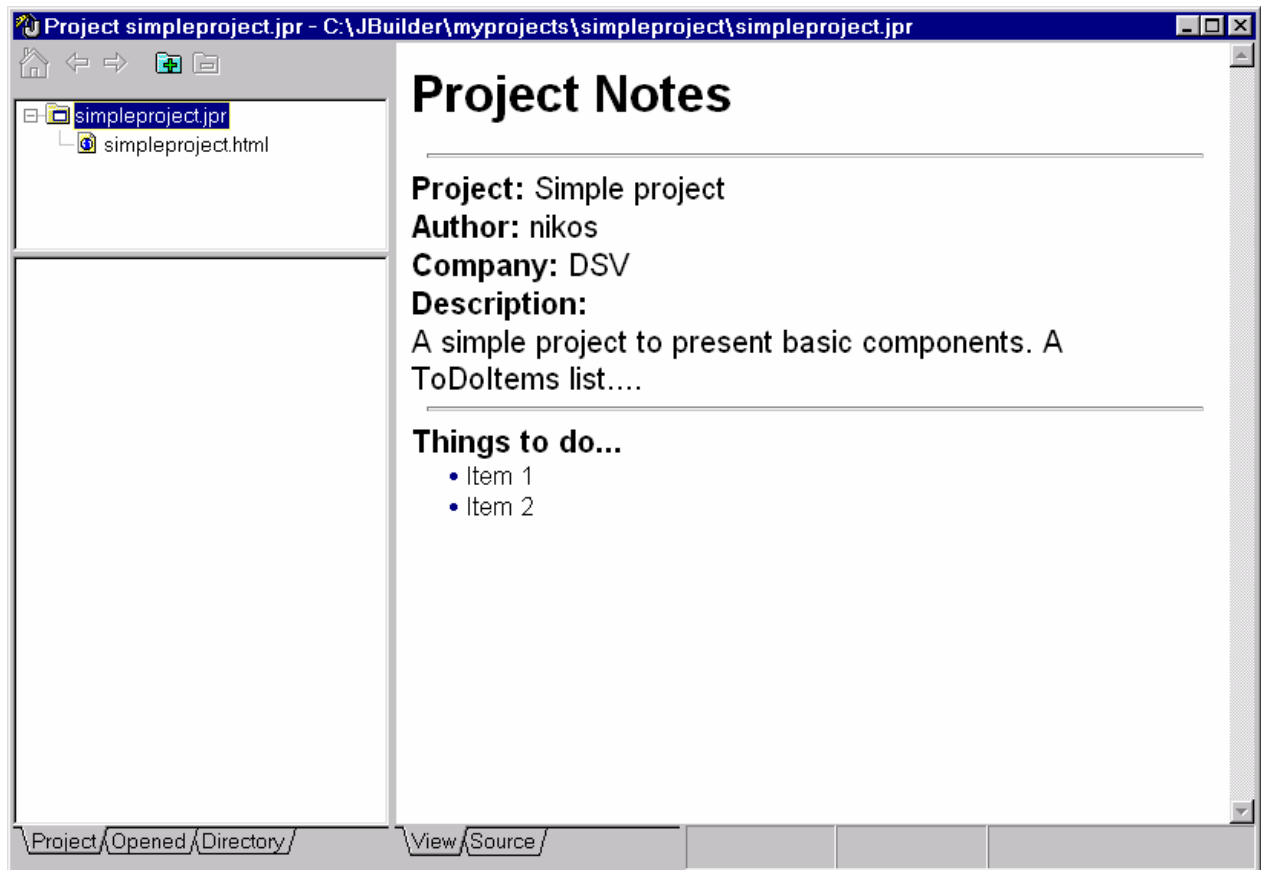 Project simpleproject.jpr - C:\JBuilder\myprojects\simpleproject\simpleproject.jpr
simpleproject.jpr
simpleproject.html
Project Notes
Project: Simple project
Author: nikos
Company: DSV
Description:
A simple project to present basic components. A
ToDoItems list....
Things to do...
• Item 1
• Item 2
Project Opened Directory
View Source